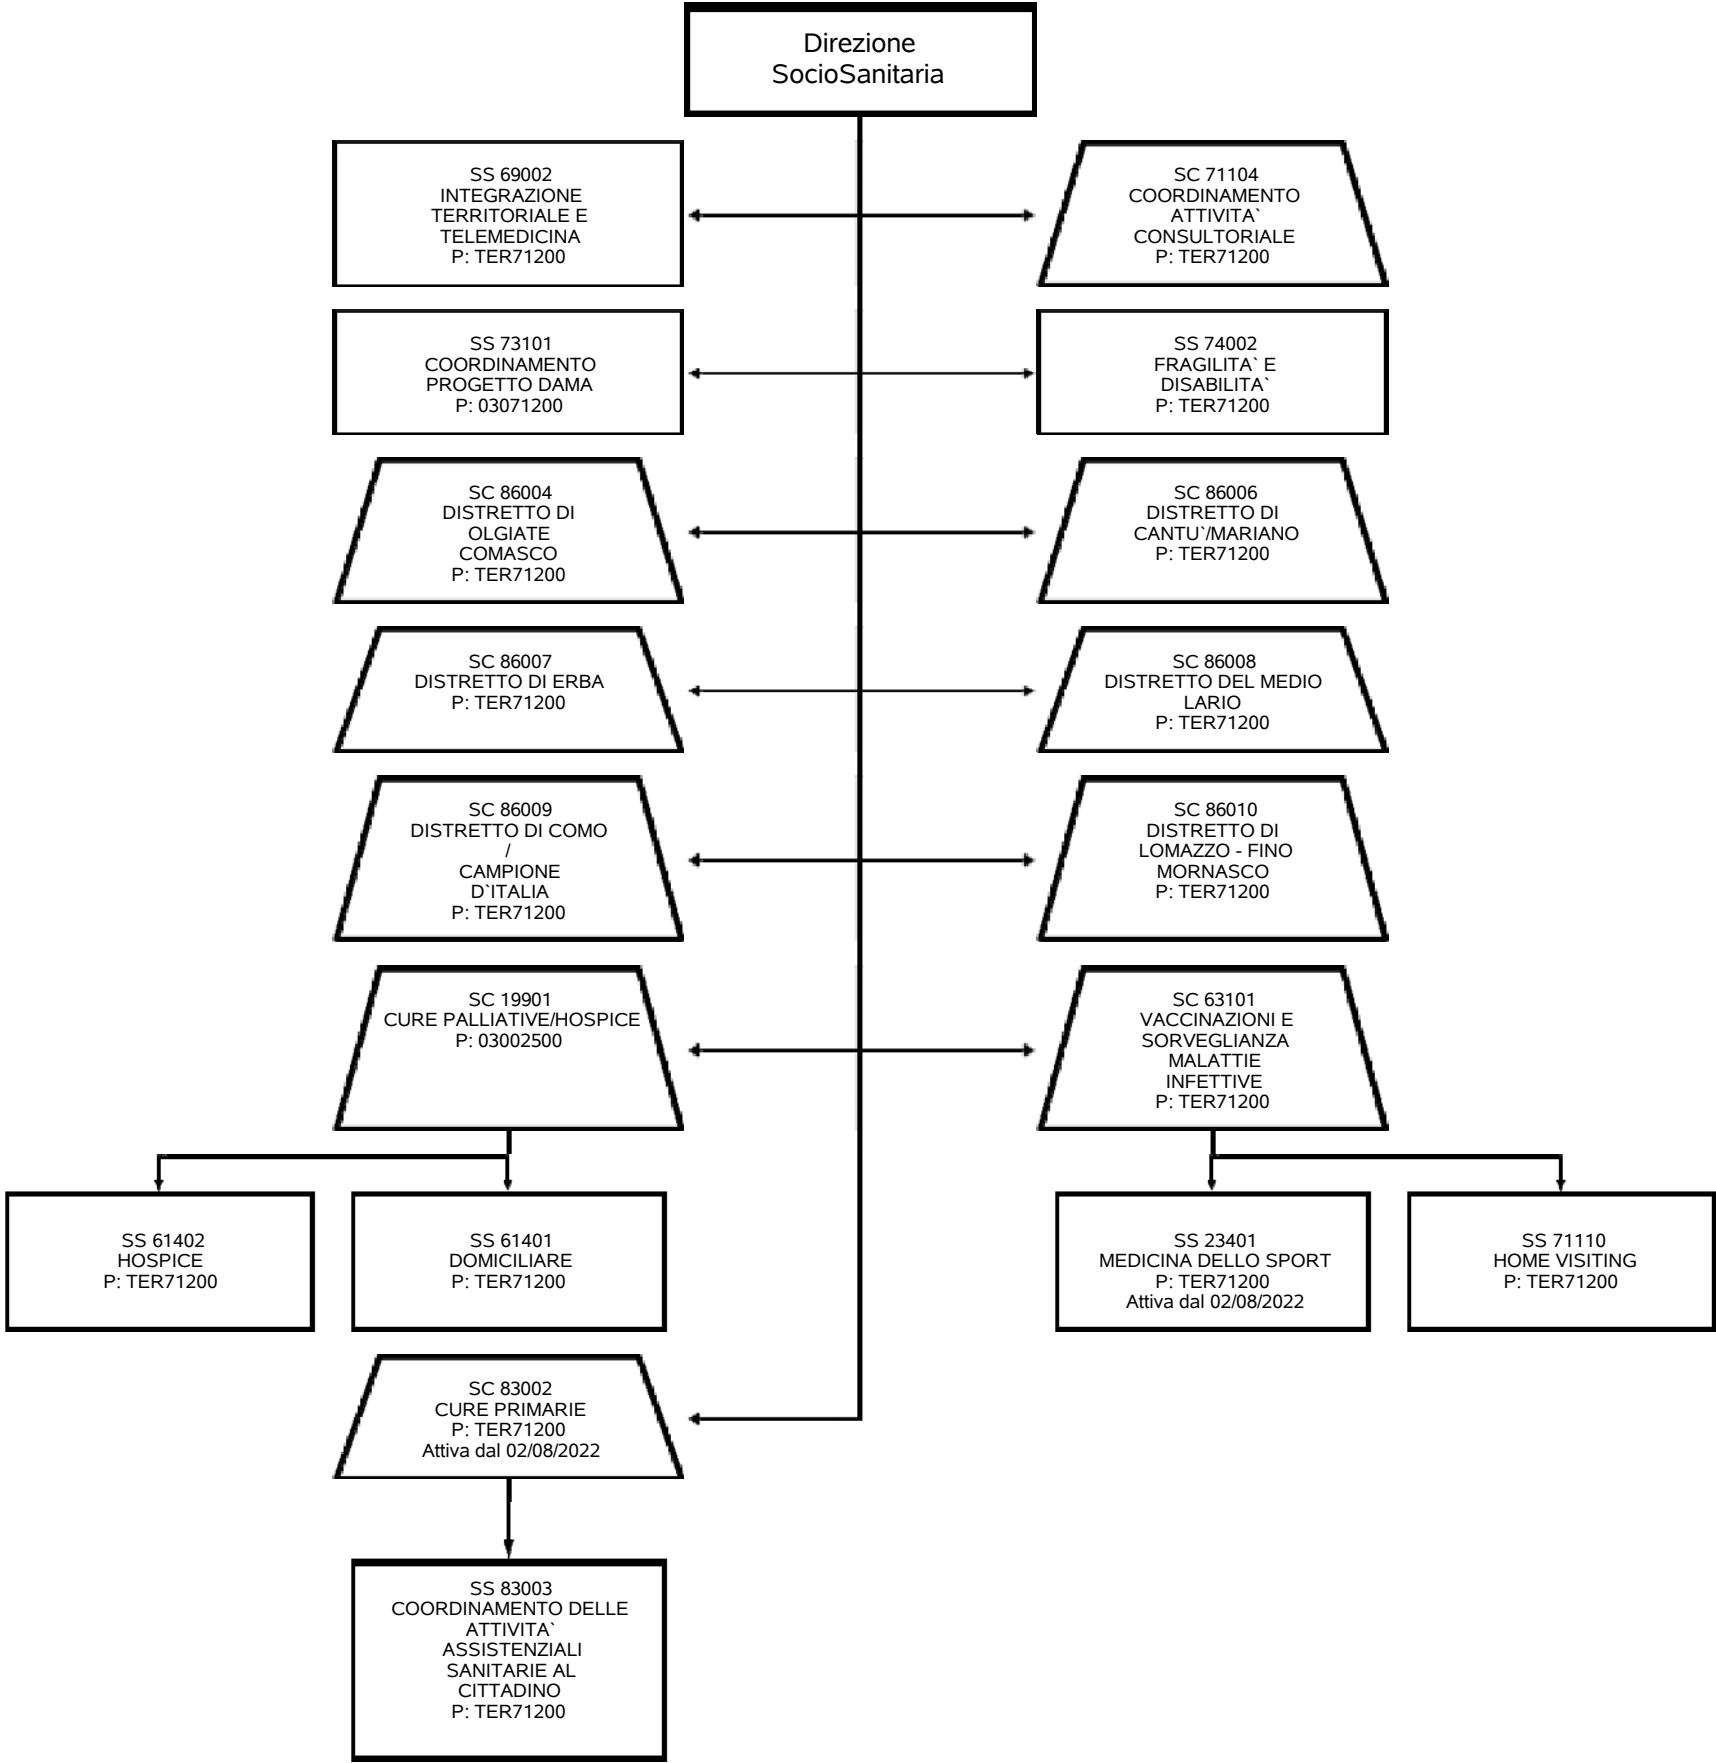 Direzione
SocioSanitaria
SS 69002
INTEGRAZIONE
TERRITORIALE E
TELEMEDICINA
P: TER71200
SC 71104
COORDINAMENTO
ATTIVITA`
CONSULTORIALE
P: TER71200
SS 73101
COORDINAMENTO
PROGETTO DAMA
P: 03071200
SS 74002
FRAGILITA` E
DISABILITA`
P: TER71200
SC 86004
DISTRETTO DI
OLGIATE
COMASCO
P: TER71200
SC 86006
DISTRETTO DI
CANTU`/MARIANO
P: TER71200
SC 86007
DISTRETTO DI ERBA
P: TER71200
SC 86008
DISTRETTO DEL MEDIO
LARIO
P: TER71200
SC 86009
DISTRETTO DI COMO
/
CAMPIONE
D`ITALIA
P: TER71200
SC 86010
DISTRETTO DI
LOMAZZO - FINO
MORNASCO
P: TER71200
SC 19901
CURE PALLIATIVE/HOSPICE
P: 03002500
SC 63101
VACCINAZIONI E
SORVEGLIANZA
MALATTIE
INFETTIVE
P: TER71200
SS 61402
HOSPICE
P: TER71200
SS 61401
DOMICILIARE
P: TER71200
SS 23401
MEDICINA DELLO SPORT
P: TER71200
Attiva dal 02/08/2022
SS 71110
HOME VISITING
P: TER71200
SC 83002
CURE PRIMARIE
P: TER71200
Attiva dal 02/08/2022
SS 83003
COORDINAMENTO DELLE
ATTIVITA`
ASSISTENZIALI
SANITARIE AL
CITTADINO
P: TER71200